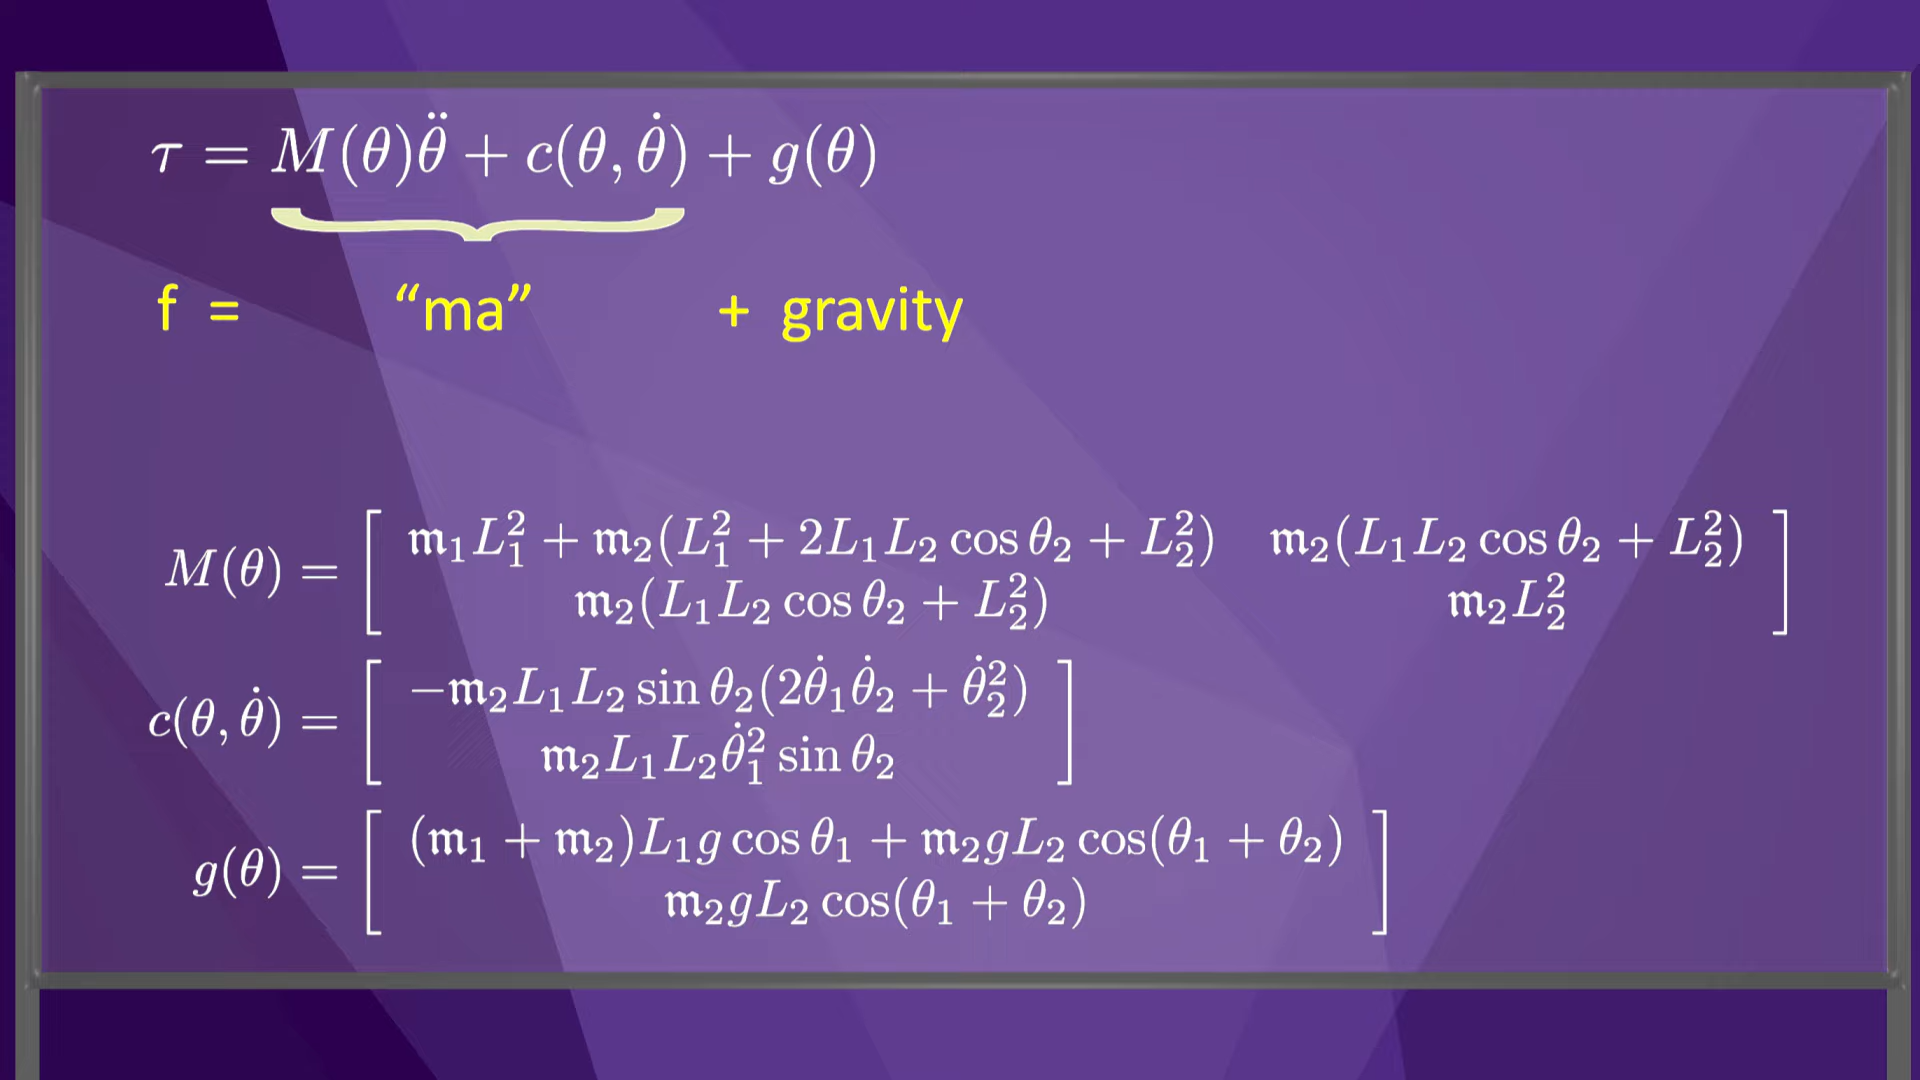 τ = M(θ)θ̈ + c(θ, θ̇) + g(θ)
f = “ma” + gravity
M(θ) = [ 𝔪₁L₁² + 𝔪₂(L₁² + 2L₁L₂ cos θ₂ + L₂²) 𝔪₂(L₁L₂ cos θ₂ + L₂²)
𝔪₂(L₁L₂ cos θ₂ + L₂²) 𝔪₂L₂² ]
c(θ, θ̇) = [ −𝔪₂L₁L₂ sin θ₂(2θ̇₁θ̇₂ + θ̇₂²)
𝔪₂L₁L₂θ̇₁² sin θ₂ ]
g(θ) = [ (𝔪₁ + 𝔪₂)L₁g cos θ₁ + 𝔪₂gL₂ cos(θ₁ + θ₂)
𝔪₂gL₂ cos(θ₁ + θ₂) ]